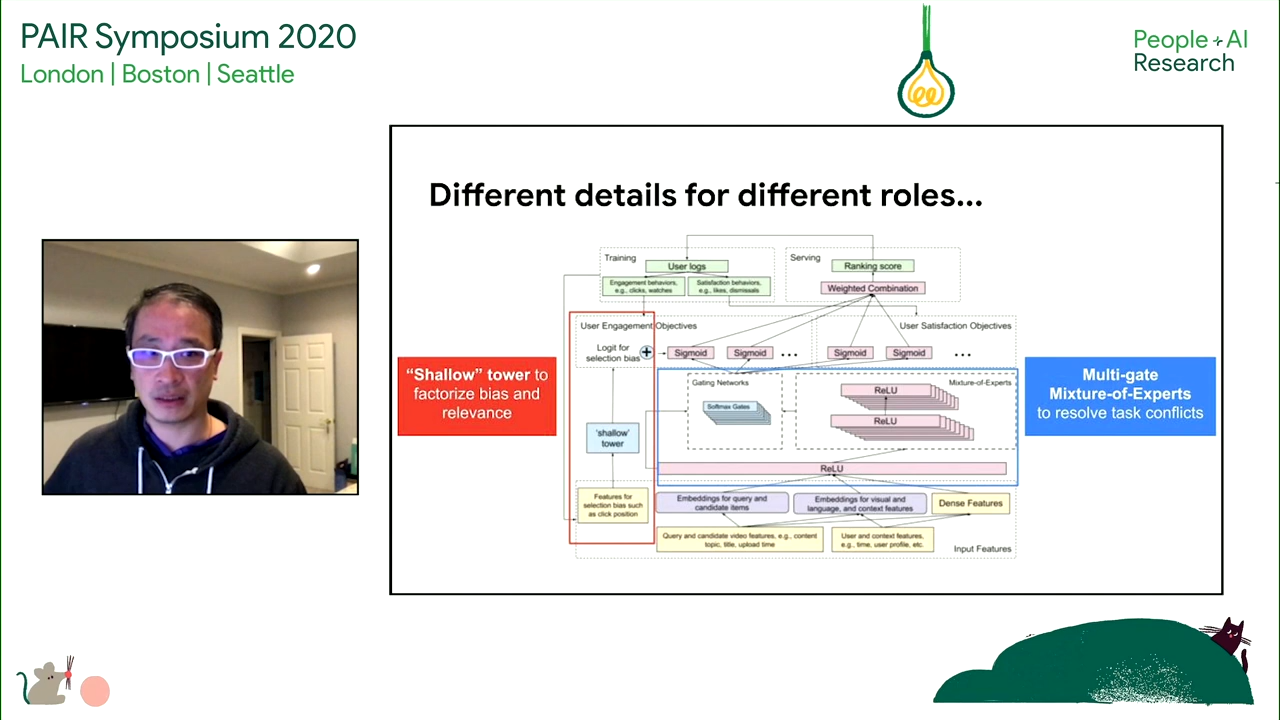 PAIR Symposium 2020
London | Boston | Seattle
People + AI
Research
Different details for different roles...
Training
User logs
Engagement behaviors,
e.g., clicks, watches
Satisfaction behaviors,
e.g., likes, dismissals
Serving
Ranking score
Weighted Combination
User Engagement Objectives
User Satisfaction Objectives
Logit for
selection bias
Sigmoid
Sigmoid
...
Sigmoid
Sigmoid
...
"Shallow" tower to
factorize bias and
relevance
Gating Networks
Softmax Gates
Mixture-of-Experts
ReLU
ReLU
Multi-gate
Mixture-of-Experts
to resolve task conflicts
'shallow'
tower
ReLU
Features for
selection bias such
as click position
Embeddings for query and
candidate items
Embeddings for visual and
language, and context features
Dense Features
Query and candidate video features, e.g., content
topic, title, upload time
User and context features,
e.g., time, user profile, etc.
Input Features